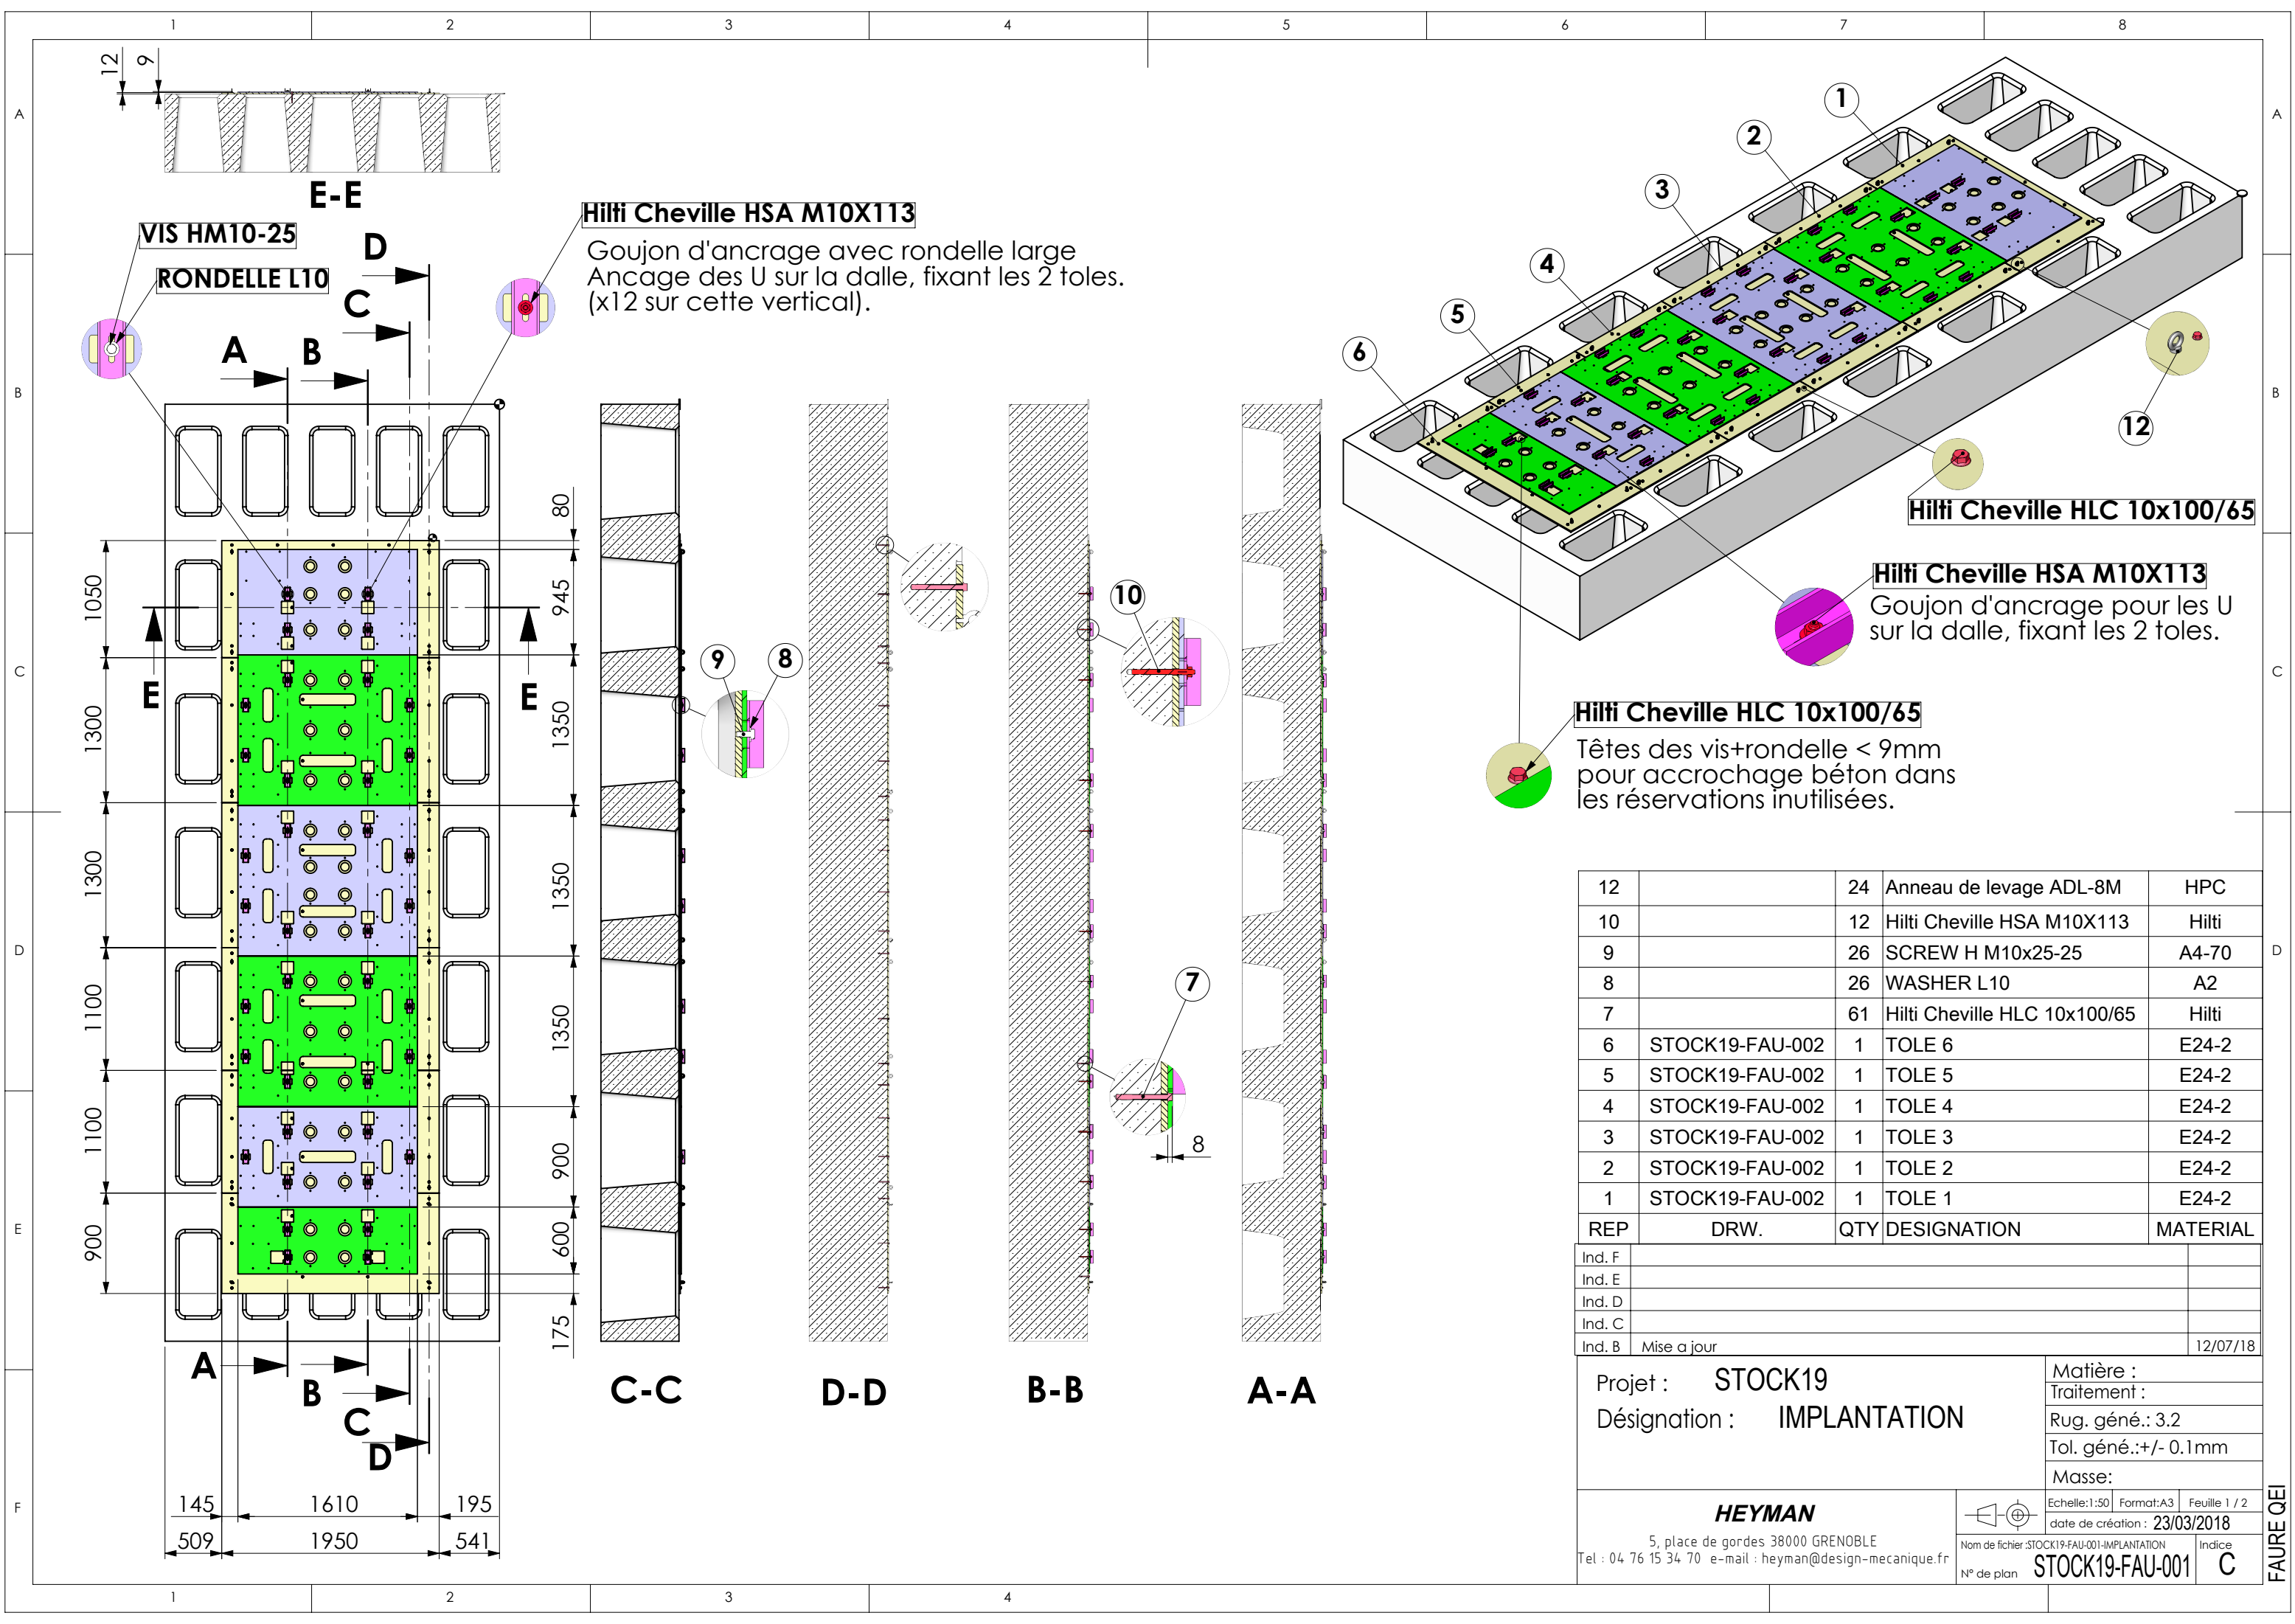 1 2 3 4 5 6 7 8
A A
B B
C C
D D
E
F
12
9
E-E
VIS HM10-25
RONDELLE L10
Hilti Cheville HSA M10X113
Goujon d'ancrage avec rondelle large
Ancage des U sur la dalle, fixant les 2 toles.
(x12 sur cette vertical).
D
C
A
B
E E
1050
1300
1300
1100
1100
900
80
945
1350
1350
1350
900
600
175
A
B
C
D
145 1610 195
509 1950 541
9 8
10
7
8
C-C
D-D
B-B
A-A
1
2
3
4
5
6
12
Hilti Cheville HLC 10x100/65
Hilti Cheville HSA M10X113
Goujon d'ancrage pour les U
sur la dalle, fixant les 2 toles.
Hilti Cheville HLC 10x100/65
Têtes des vis+rondelle < 9mm
pour accrochage béton dans
les réservations inutilisées.
12 24 Anneau de levage ADL-8M HPC
10 12 Hilti Cheville HSA M10X113 Hilti
9 26 SCREW H M10x25-25 A4-70
8 26 WASHER L10 A2
7 61 Hilti Cheville HLC 10x100/65 Hilti
6 STOCK19-FAU-002 1 TOLE 6 E24-2
5 STOCK19-FAU-002 1 TOLE 5 E24-2
4 STOCK19-FAU-002 1 TOLE 4 E24-2
3 STOCK19-FAU-002 1 TOLE 3 E24-2
2 STOCK19-FAU-002 1 TOLE 2 E24-2
1 STOCK19-FAU-002 1 TOLE 1 E24-2
REP DRW. QTY DESIGNATION MATERIAL
Ind. F
Ind. E
Ind. D
Ind. C
Ind. B Mise a jour 12/07/18
Projet : STOCK19
Désignation : IMPLANTATION
Matière :
Traitement :
Rug. géné.: 3.2
Tol. géné.:+/- 0.1mm
Masse:
HEYMAN
5, place de gordes 38000 GRENOBLE
Tel : 04 76 15 34 70 e-mail : heyman@design-mecanique.fr
Echelle:1:50 Format:A3 Feuille 1 / 2
date de création : 23/03/2018
Nom de fichier :STOCK19-FAU-001-IMPLANTATION
N° de plan STOCK19-FAU-001
Indice
C
FAURE QEI
1 2 3 4